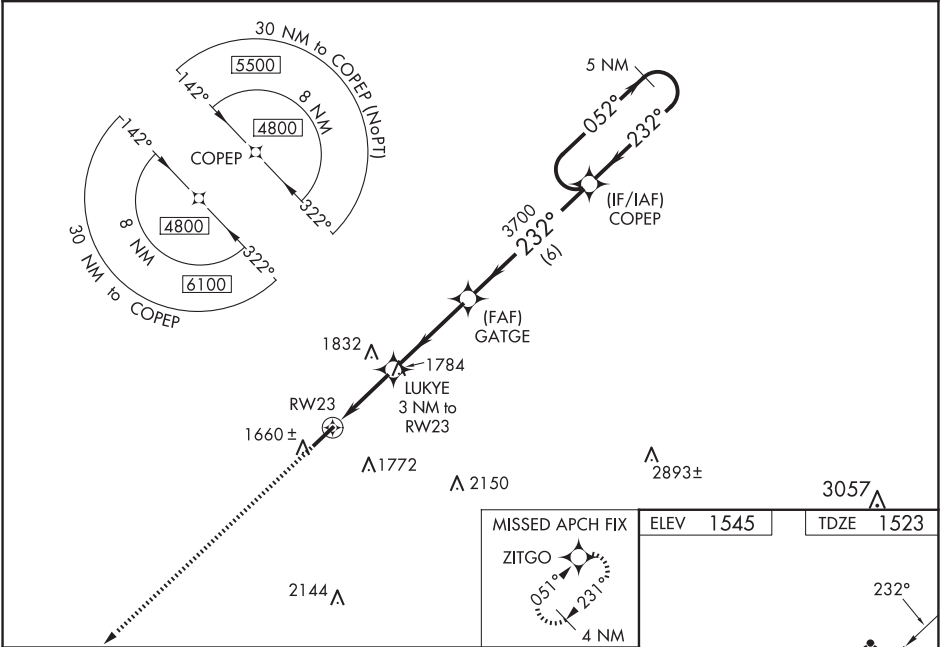 30 NM to COPEP (NoPT)
5500
142°
8 NM
4800
COPEP
322°
142°
4800
8 NM
322°
6100
30 NM to COPEP
5 NM
052°
232°
(IF/IAF)
COPEP
3700
232°
(6)
(FAF)
GATGE
1832
1784
LUKYE
3 NM to
RW23
RW23
1660 ±
1772
2150
2893±
3057
2144
MISSED APCH FIX
ZITGO
051°
231°
4 NM
ELEV 1545
TDZE 1523
232°